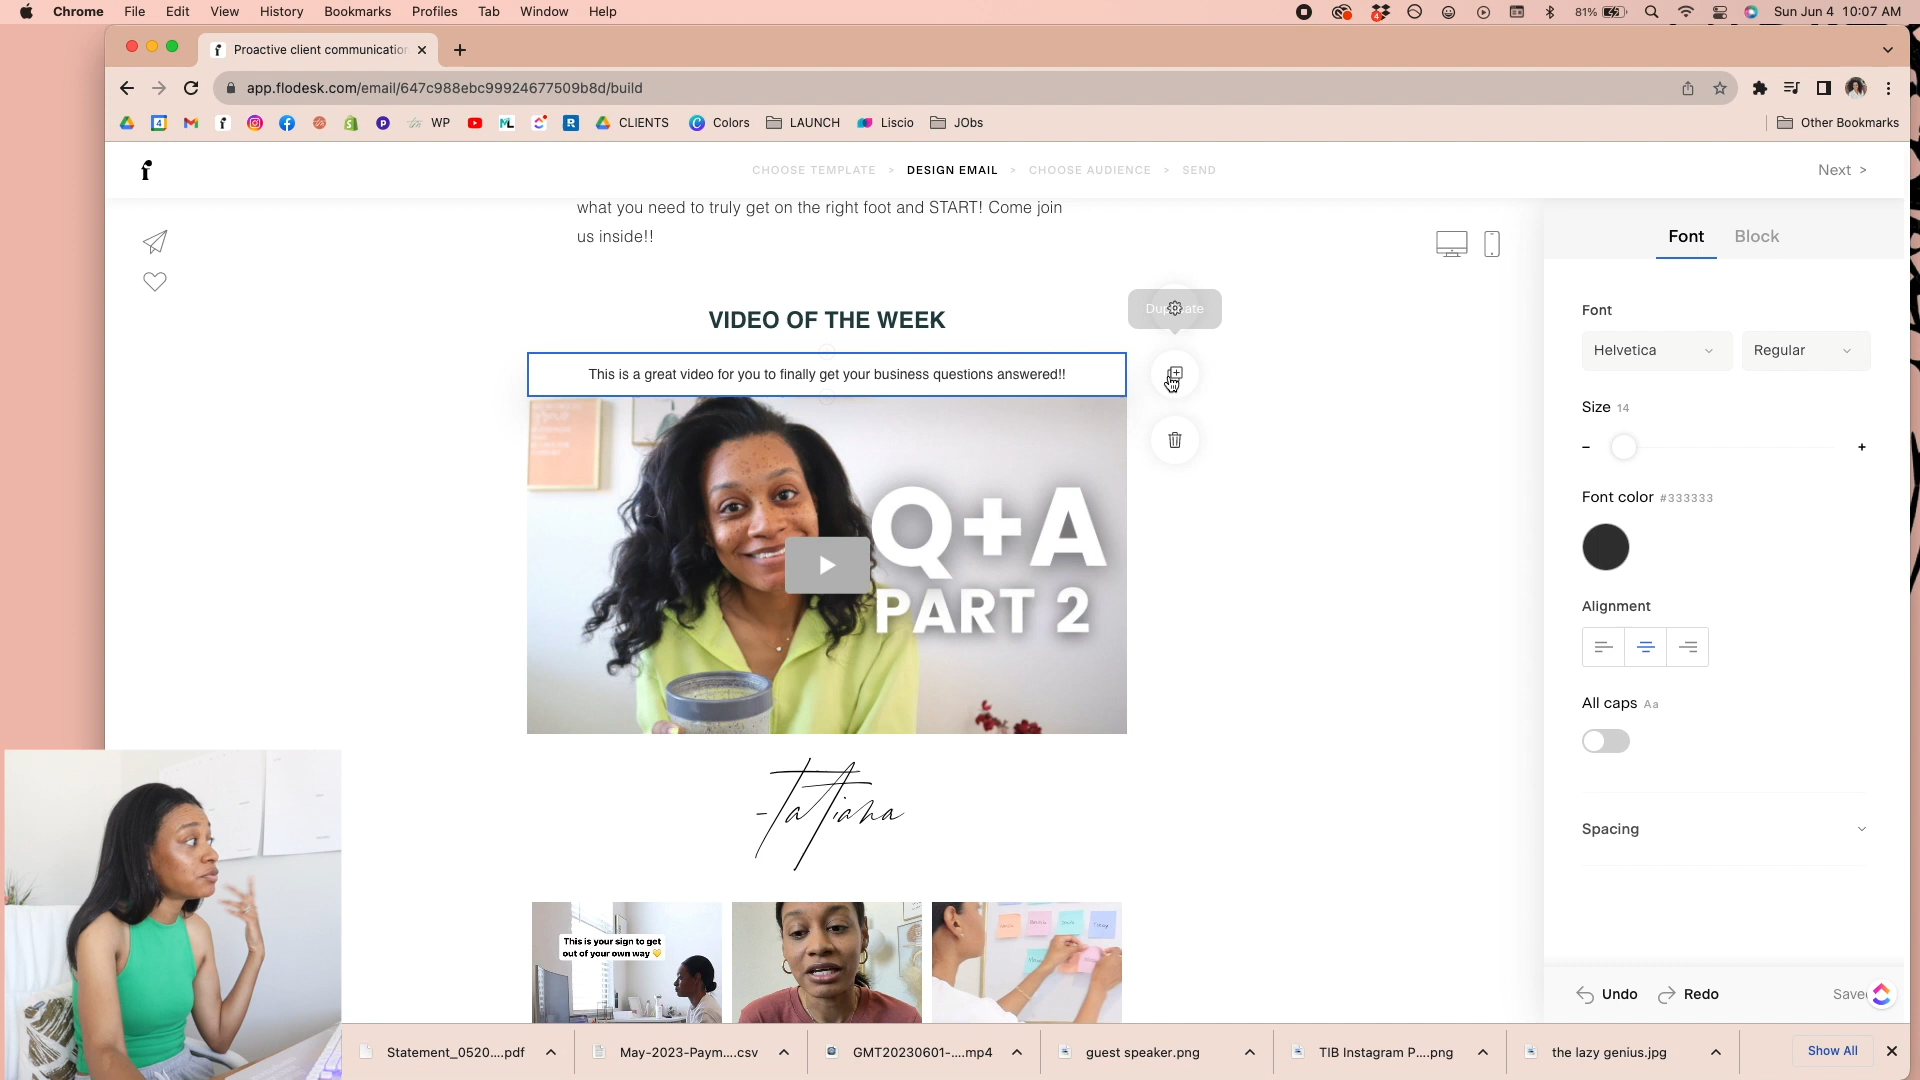 Chrome File Edit View History Bookmarks Profiles Tab Window Help
4 81% Sun Jun 4 10:07 AM
Proactive client communicatio
app.flodesk.com/email/647c988ebc99924677509b8d/build
4 WP ML R CLIENTS Colors LAUNCH Liscio JObs Other Bookmarks
f CHOOSE TEMPLATE > DESIGN EMAIL > CHOOSE AUDIENCE > SEND Next >
what you need to truly get on the right foot and START! Come join
us inside!!
Font Block
VIDEO OF THE WEEK
Duplicate
This is a great video for you to finally get your business questions answered!!
Q+A
PART 2
-Tatiana
This is your sign to get
out of your own way
Font
Helvetica Regular
Size 14
- +
Font color #333333
Alignment
All caps Aa
Spacing
Undo Redo Save
Statement_0520....pdf May-2023-Paym....csv GMT20230601-....mp4 guest speaker.png TIB Instagram P....png the lazy genius.jpg Show All